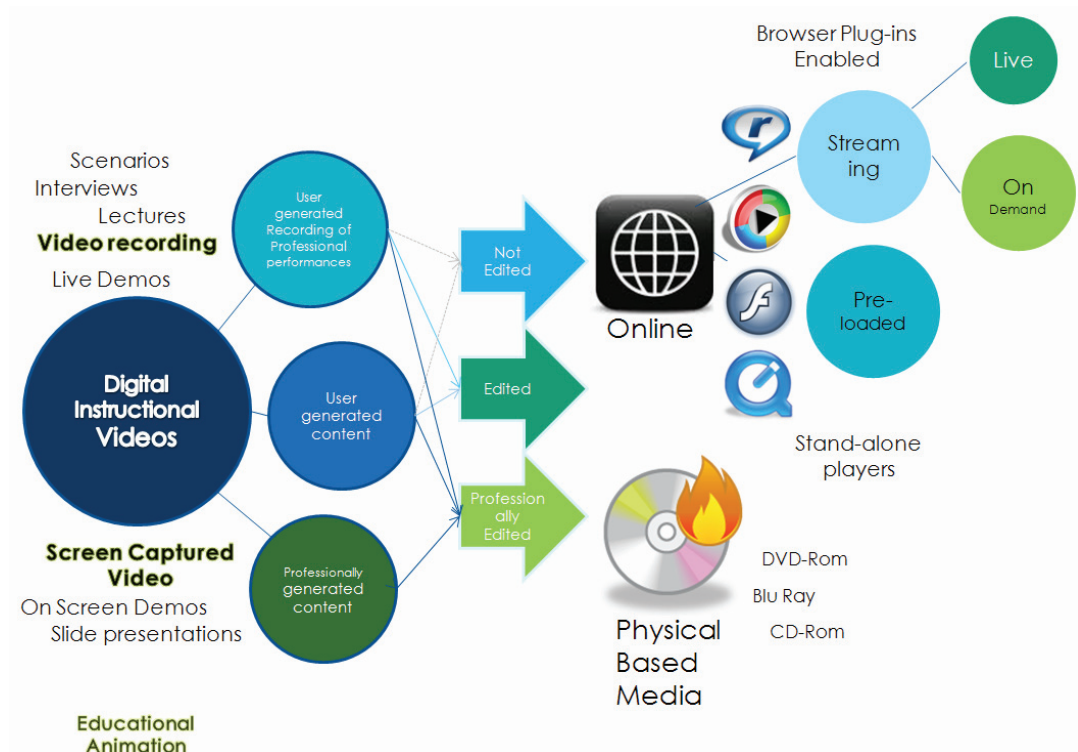 Scenarios
Interviews
Lectures
Video recording
Live Demos
Digital
Instructional
Videos
Screen Captured
Video
On Screen Demos
Slide presentations
Educational
Animation
User
generated
Recording of
Professional
performances
User
generated
content
Professionally
generated
content
Not
Edited
Edited
Profession
ally
Edited
Online
Browser Plug-ins
Enabled
Stream
ing
Live
On
Demand
Pre-
loaded
Stand-alone
players
Physical
Based
Media
DVD-Rom
Blu Ray
CD-Rom